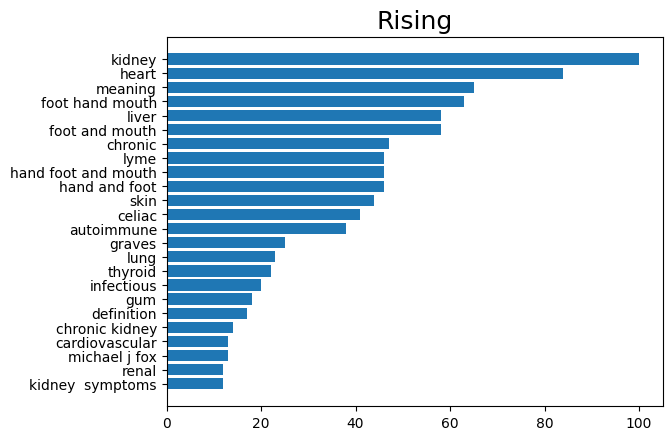 Rising
kidney
heart
meaning
foot hand mouth
liver
foot and mouth
chronic
lyme
hand foot and mouth
hand and foot
skin
celiac
autoimmune
graves
lung
thyroid
infectious
gum
definition
chronic kidney
cardiovascular
michael j fox
renal
kidney  symptoms
0 20 40 60 80 100